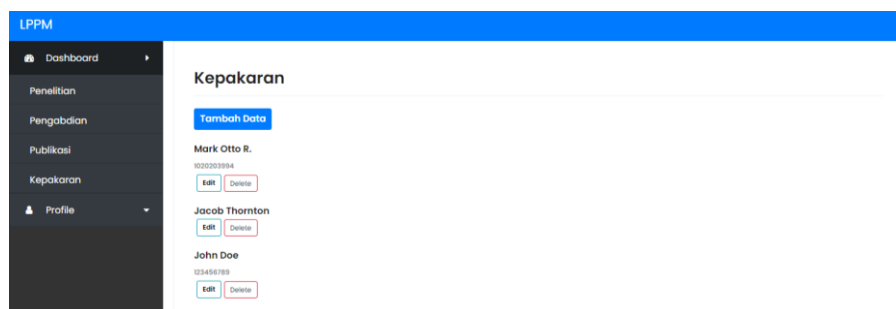 LPPM
Dashboard
Penelitian
Pengabdian
Publikasi
Kepakaran
Profile
Kepakaran
Tambah Data
Mark Otto R.
1020203994
Edit Delete
Jacob Thornton
Edit Delete
John Doe
123456789
Edit Delete